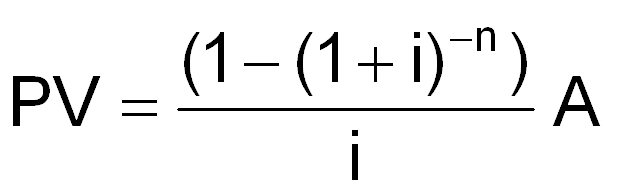 PV = (1 − (1 + i)⁻ⁿ ) / i A